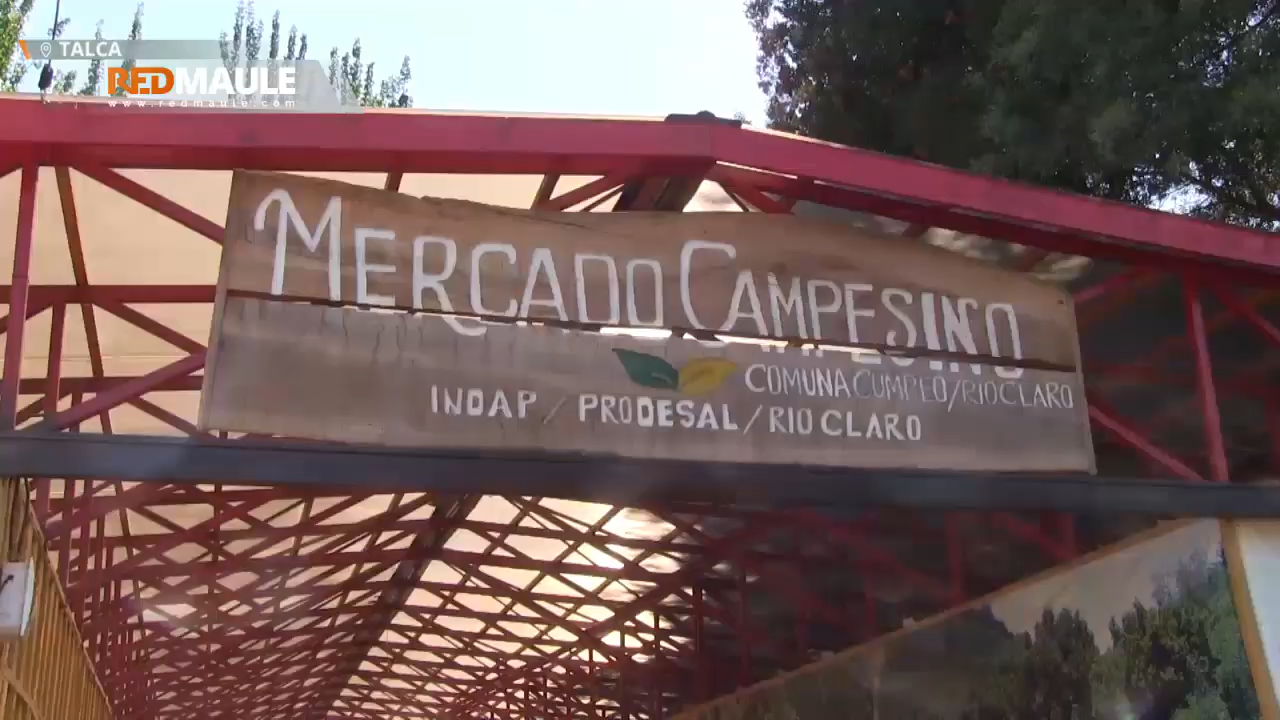 TALCA
REDMAULE
www.redmaule.com
MERCADO CAMPESINO
COMUNA CUMPEO/RIO CLARO
INDAP / PRODESAL/RIO CLARO